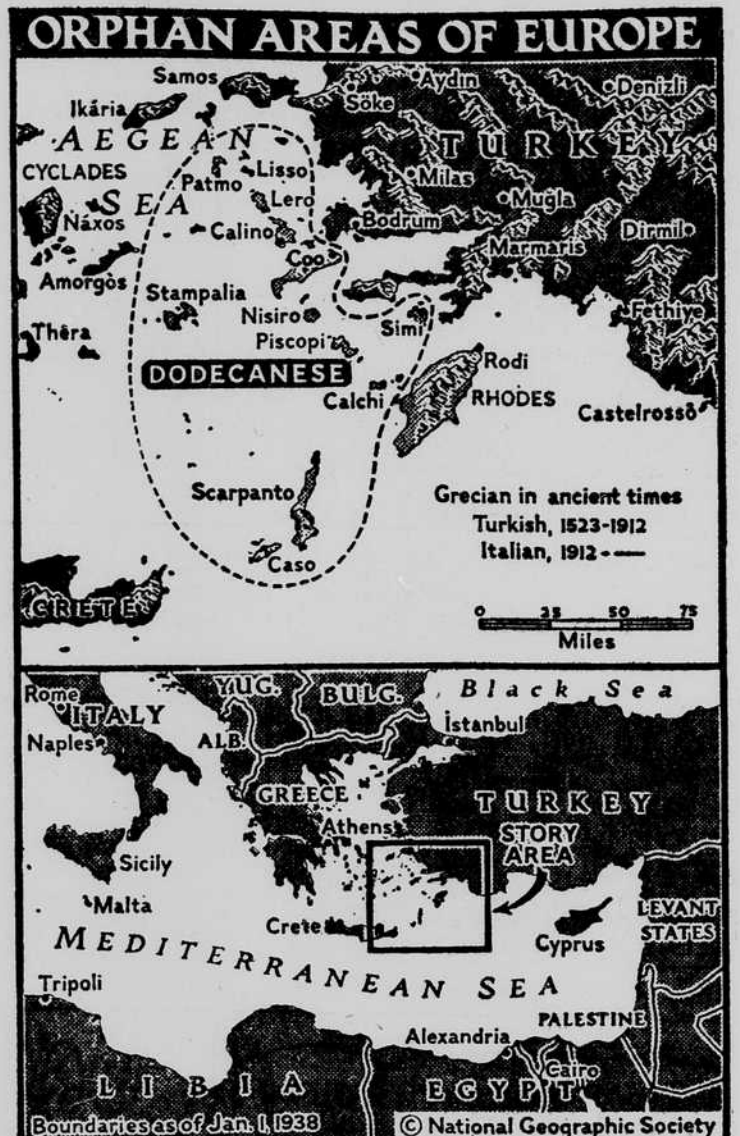 ORPHAN AREAS OF EUROPE
Samos
Aydın
Denizli
Söke
Ikária
AEGEAN
TURKEY
CYCLADES
Patmo
Lisso
Milas
SEA
Lero
Muğla
Náxos
Calino
Bodrum
Dirmil
Marmaris
Coo
Amorgós
Stampalia
Nisiro
Simi
Fethiye
Thêra
Piscopi
DODECANESE
Rodi
Calchi
RHODES
Castelrosso
Scarpanto
Grecian in ancient times
Turkish, 1523-1912
Italian, 1912-
Caso
CRETE
0 25 50 75
Miles
Rome
YUG.
BULG.
Black Sea
ITALY
İstanbul
Naples
ALB.
GREECE
TURKEY
Athens
STORY
AREA
Sicily
Malta
Crete
LEVANT
STATES
Cyprus
MEDITERRANEAN SEA
Tripoli
PALESTINE
Alexandria
Cairo
LIBIA
EGYPT
Boundaries as of Jan. 1, 1938
© National Geographic Society